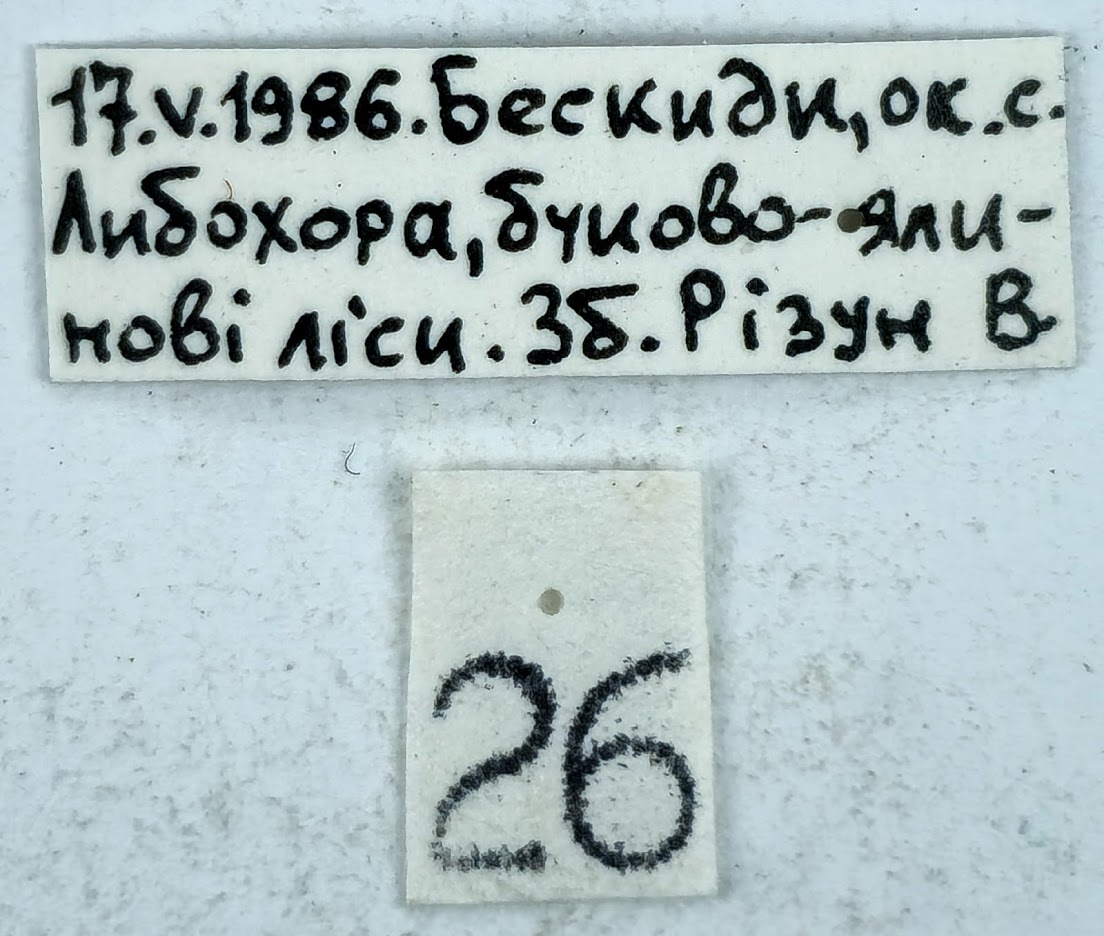 17.V.1986. Бескиди, ок. с.
Либохора, буково-яли-
нові ліси. Зб. Різун В.
26